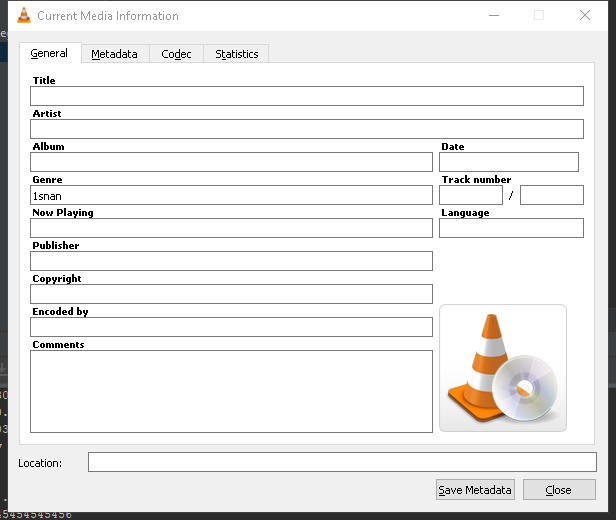 Current Media Information
General Metadata Codec Statistics
Title
Artist
Album Date
Genre Track number
1snan /
Now Playing Language
Publisher
Copyright
Encoded by
Comments
Location:
Save Metadata Close
45454545456